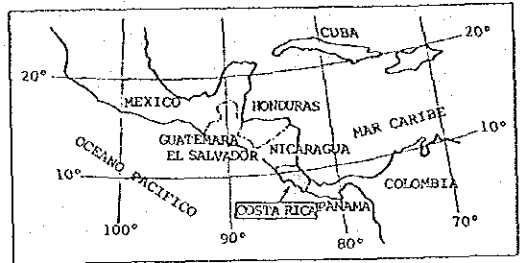 CUBA
20°
20°
MEXICO
HONDURAS
MAR CARIBE
GUATEMARA
10°
EL SALVADOR
NICARAGUA
OCEANO PACIFICO
10°
COLOMBIA
COSTA RICA
PANAMA
100°
90°
80°
70°